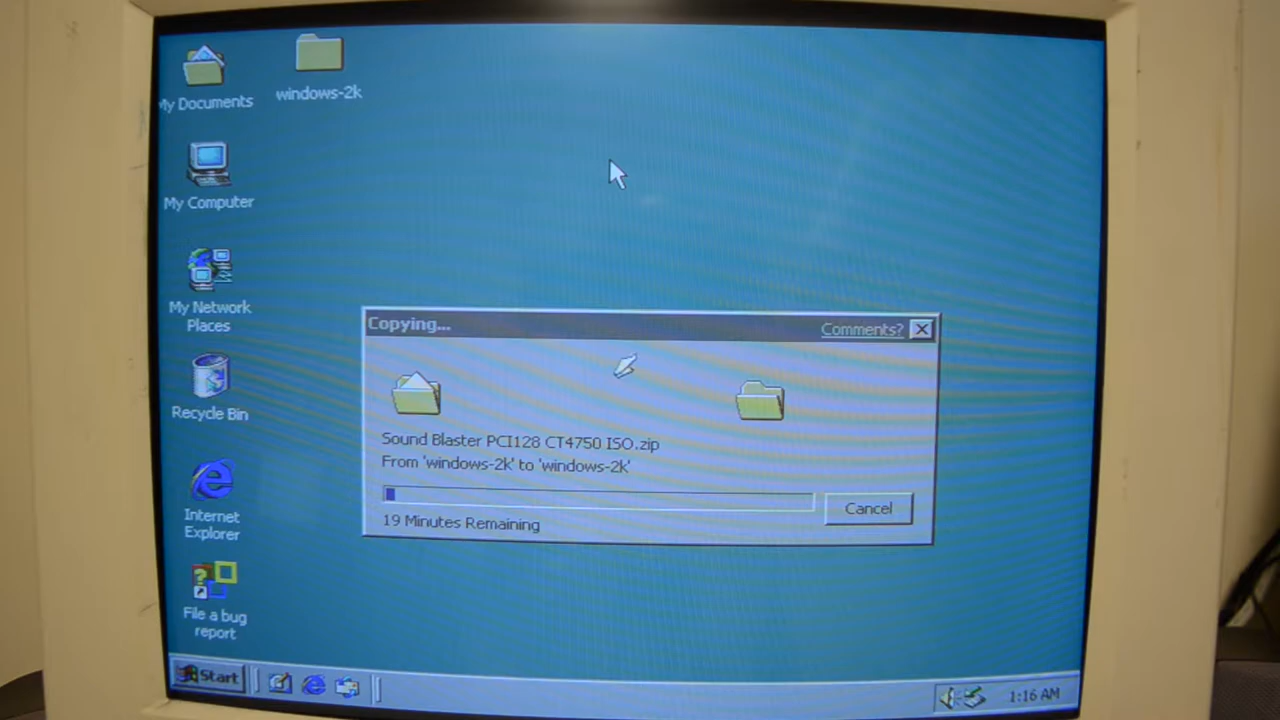 My Documents
windows-2k
My Computer
My Network
Places
Recycle Bin
Internet
Explorer
File a bug
report
Copying...
Comments?
Sound Blaster PCI128 CT4750 ISO.zip
From 'windows-2k' to 'windows-2k'
Cancel
19 Minutes Remaining
Start
1:16 AM